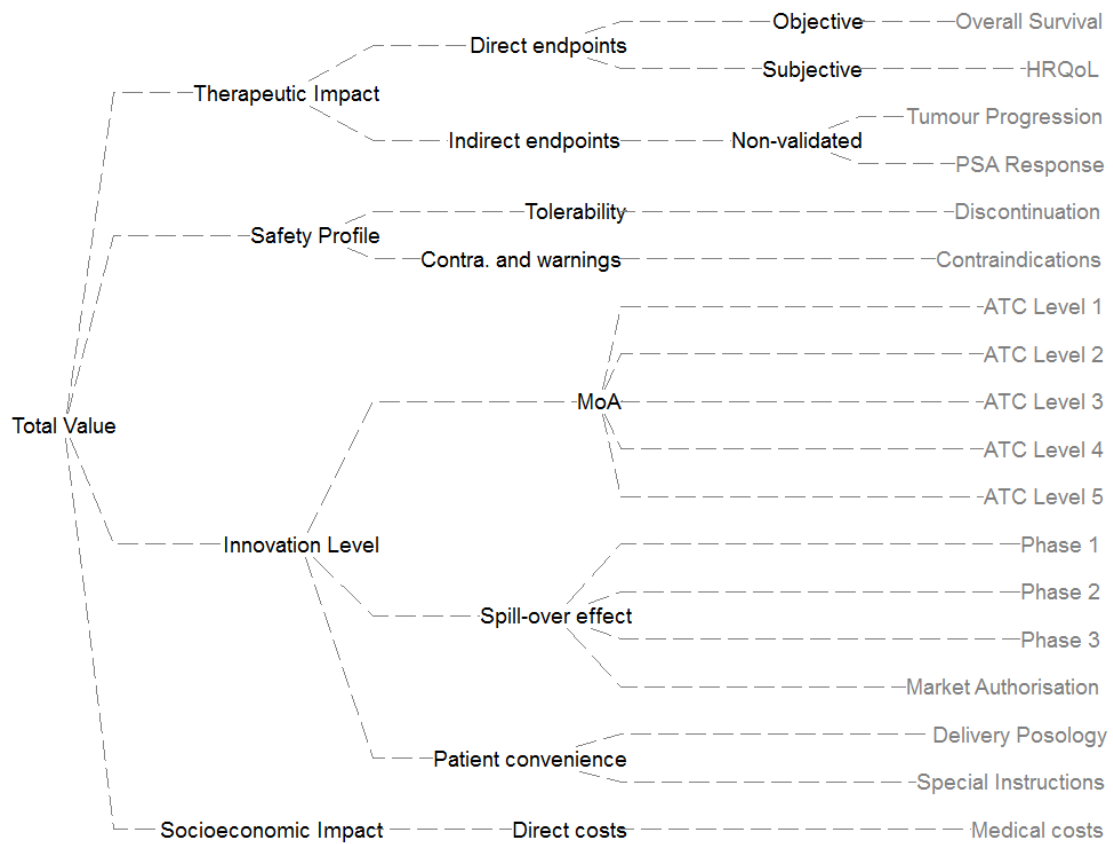 Objective
Overall Survival
Direct endpoints
Subjective
HRQoL
Therapeutic Impact
Tumour Progression
Indirect endpoints
Non-validated
PSA Response
Tolerability
Discontinuation
Safety Profile
Contra. and warnings
Contraindications
ATC Level 1
ATC Level 2
MoA
ATC Level 3
Total Value
ATC Level 4
ATC Level 5
Innovation Level
Phase 1
Phase 2
Spill-over effect
Phase 3
Market Authorisation
Delivery Posology
Patient convenience
Special Instructions
Socioeconomic Impact
Direct costs
Medical costs